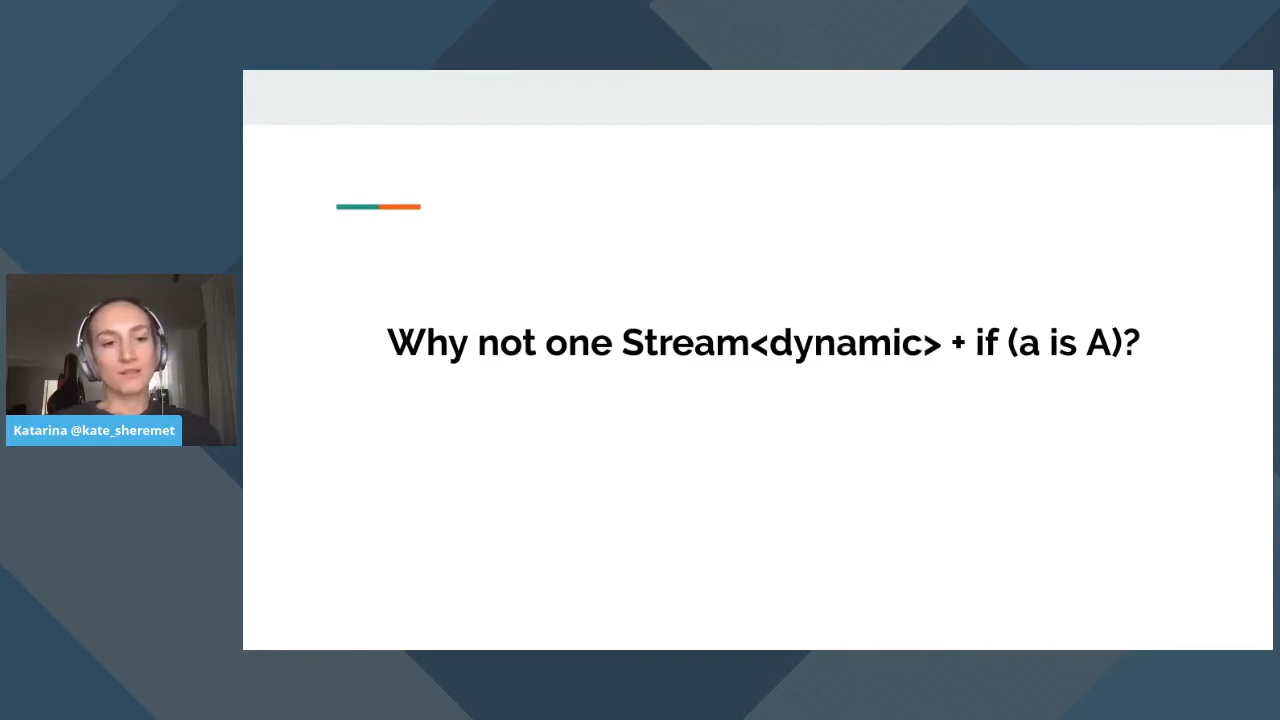 Why not one Stream<dynamic> + if (a is A)?
Katarina @kate_sheremet